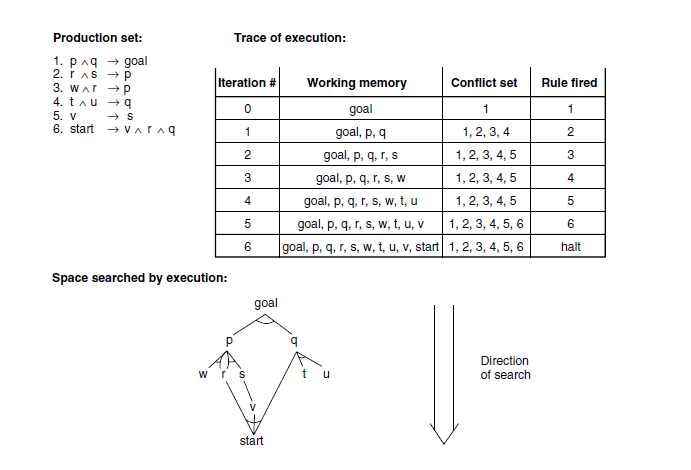 Production set:
1. p ∧ q → goal
2. r ∧ s → p
3. w ∧ r → p
4. t ∧ u → q
5. v → s
6. start → v ∧ r ∧ q
Trace of execution:
Iteration # Working memory Conflict set Rule fired
0 goal 1 1
1 goal, p, q 1, 2, 3, 4 2
2 goal, p, q, r, s 1, 2, 3, 4, 5 3
3 goal, p, q, r, s, w 1, 2, 3, 4, 5 4
4 goal, p, q, r, s, w, t, u 1, 2, 3, 4, 5 5
5 goal, p, q, r, s, w, t, u, v 1, 2, 3, 4, 5, 6 6
6 goal, p, q, r, s, w, t, u, v, start 1, 2, 3, 4, 5, 6 halt
Space searched by execution:
goal
p q
w r s t u
v
start
Direction
of search